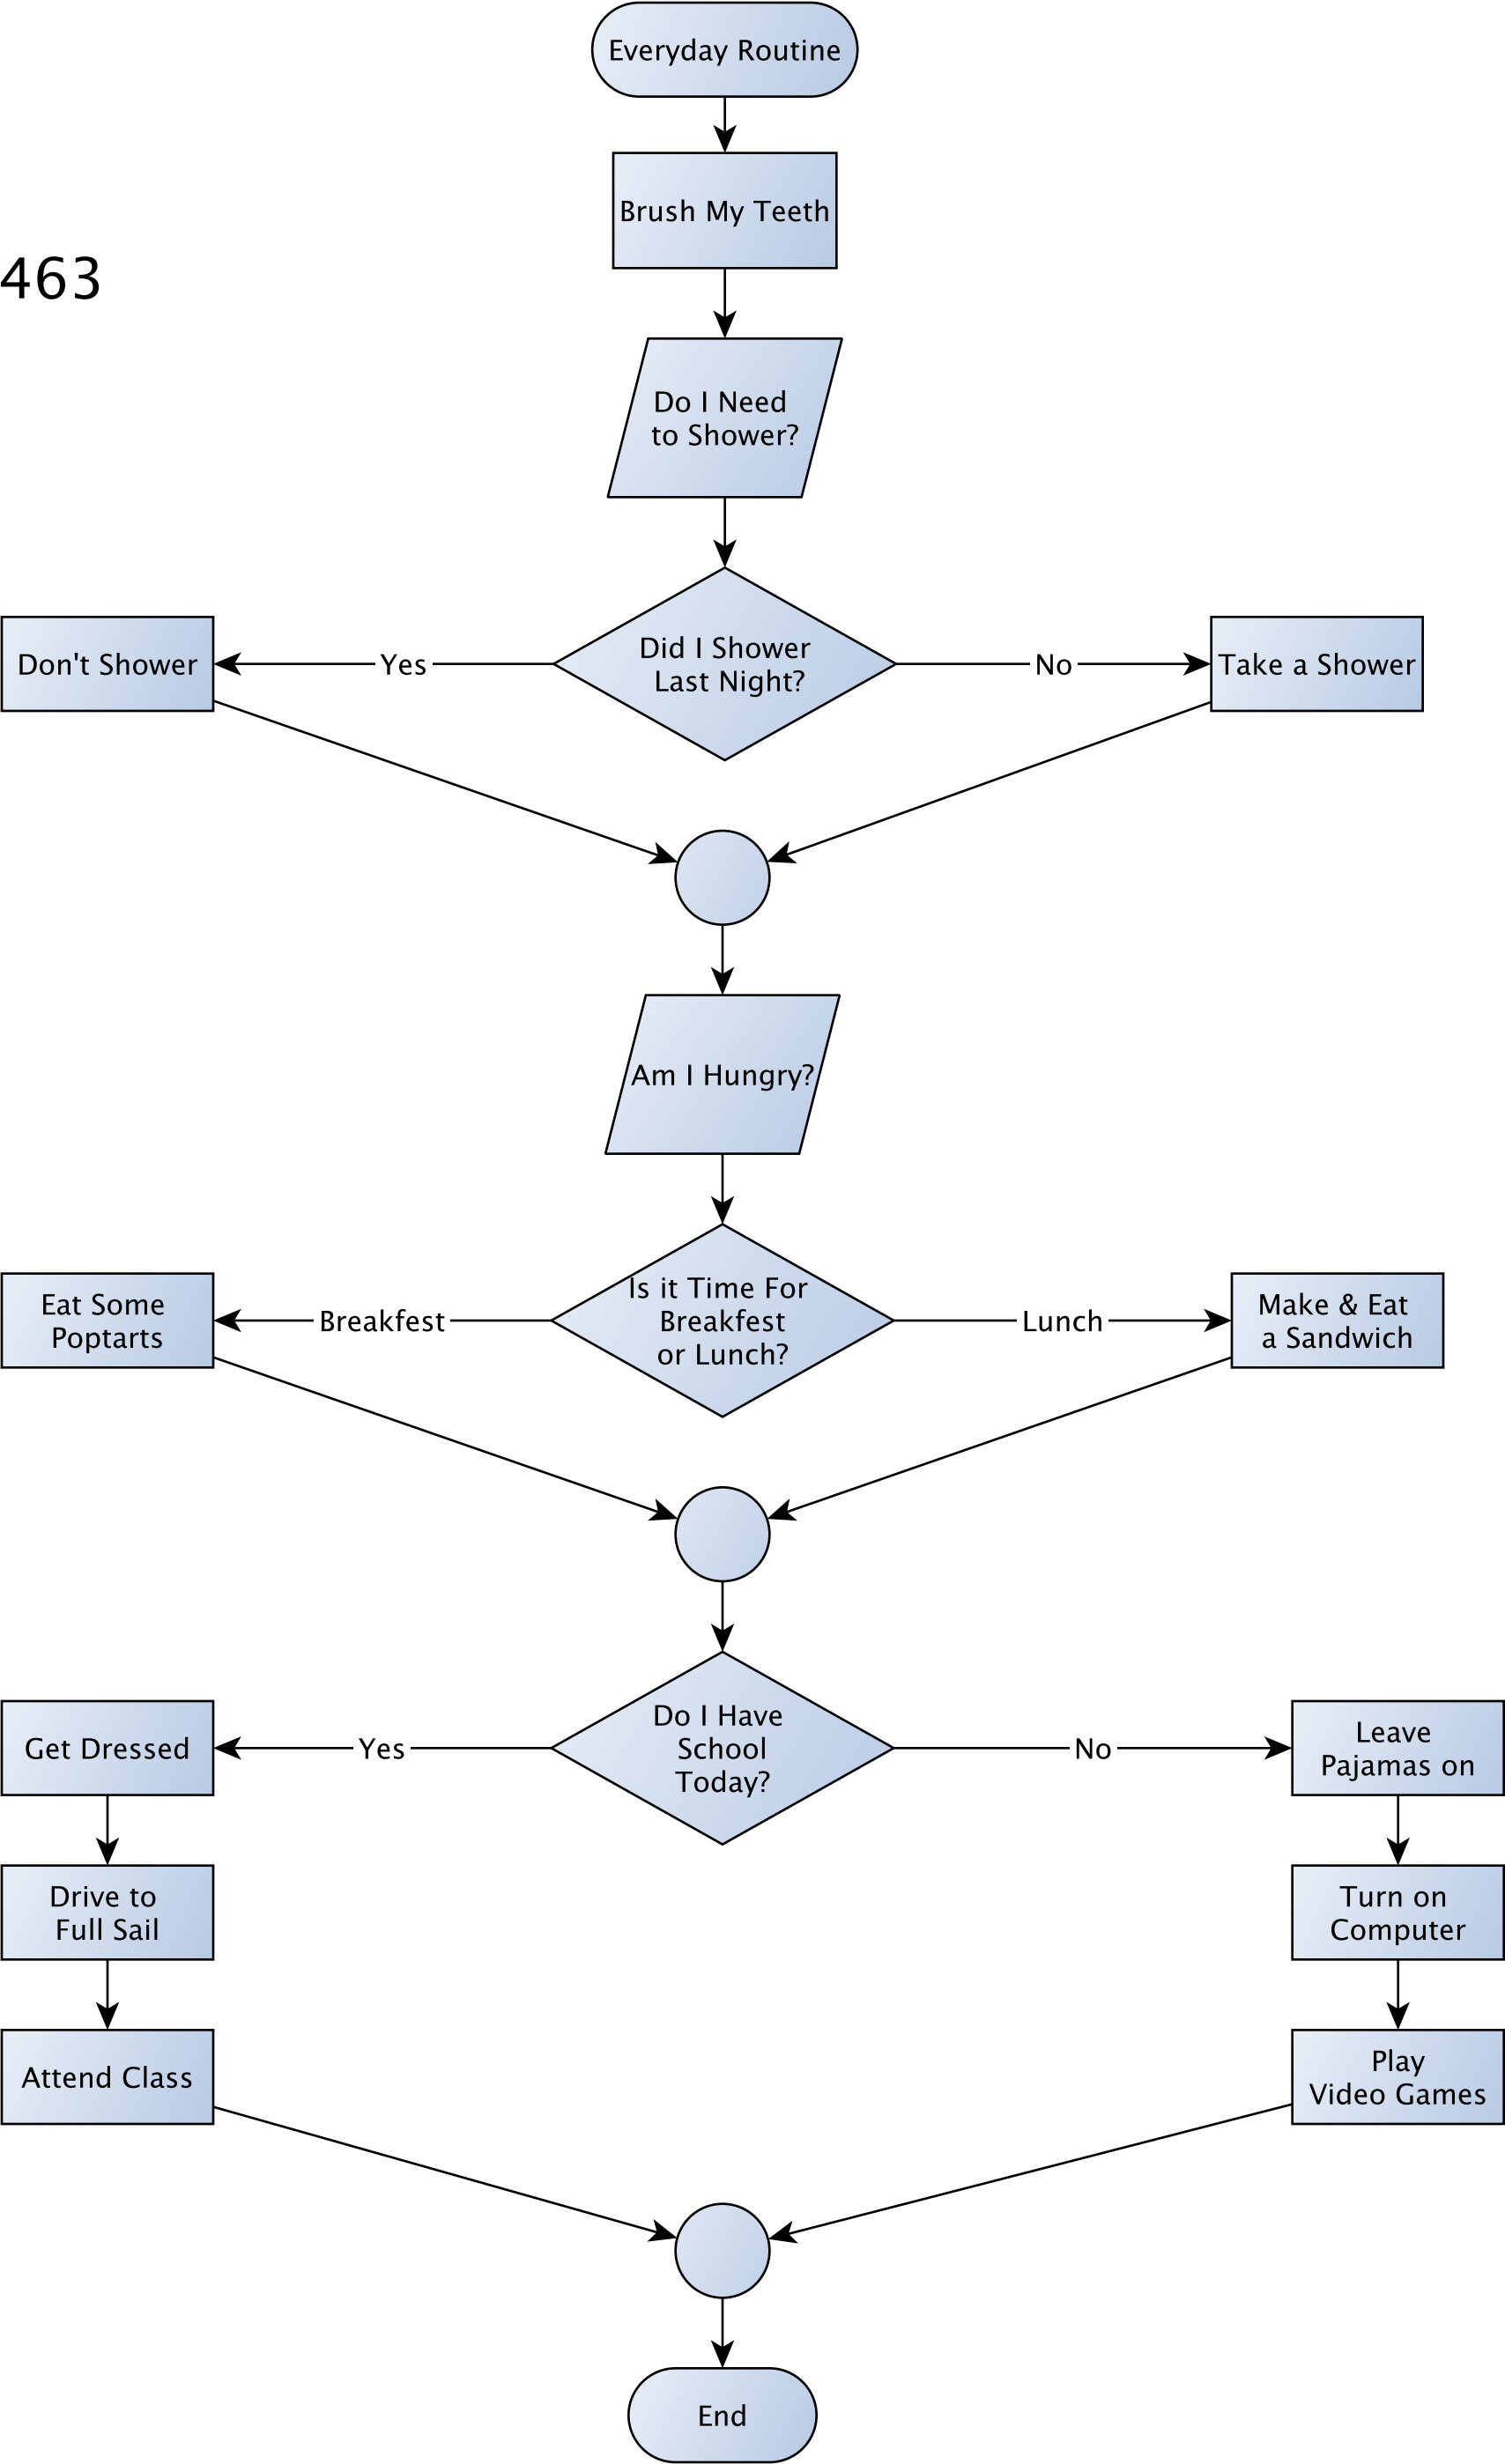 Everyday Routine
Brush My Teeth
463
Do I Need
to Shower?
Did I Shower
Last Night?
Yes
No
Don't Shower
Take a Shower
Am I Hungry?
Is it Time For
Breakfest
or Lunch?
Breakfest
Lunch
Eat Some
Poptarts
Make & Eat
a Sandwich
Do I Have
School
Today?
Yes
No
Get Dressed
Leave
Pajamas on
Drive to
Full Sail
Turn on
Computer
Attend Class
Play
Video Games
End